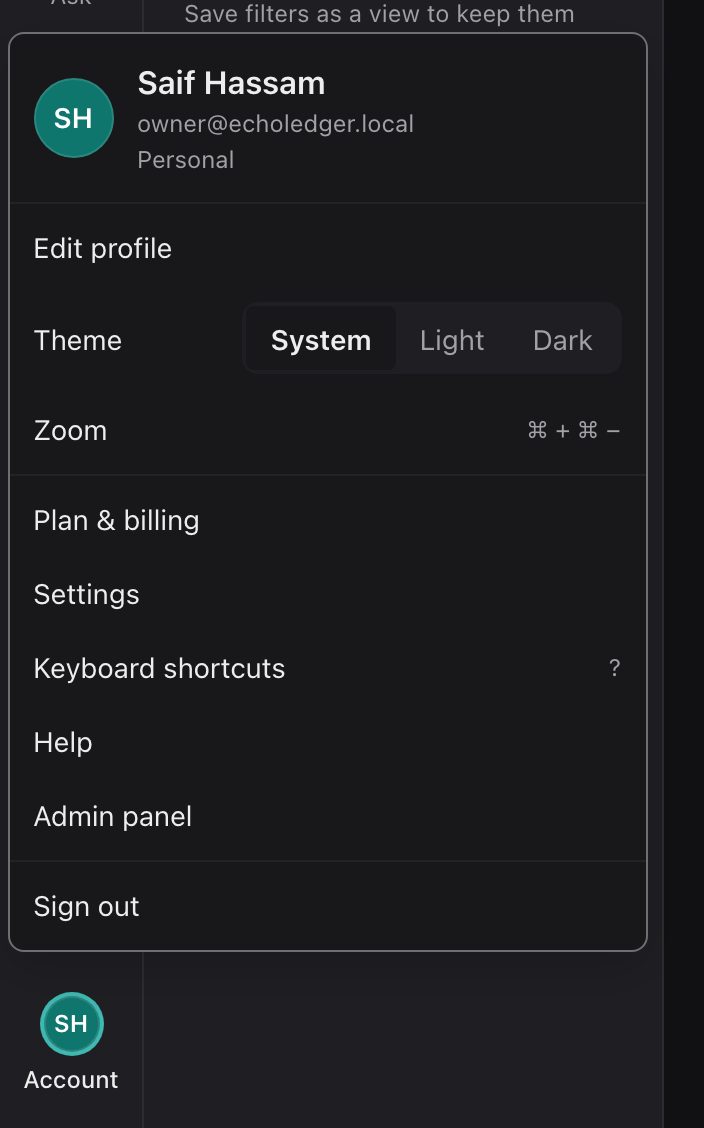 Ask
Save filters as a view to keep them
SH
Saif Hassam
owner@echoledger.local
Personal
Edit profile
Theme System Light Dark
Zoom ⌘ + ⌘ −
Plan & billing
Settings
Keyboard shortcuts ?
Help
Admin panel
Sign out
SH
Account